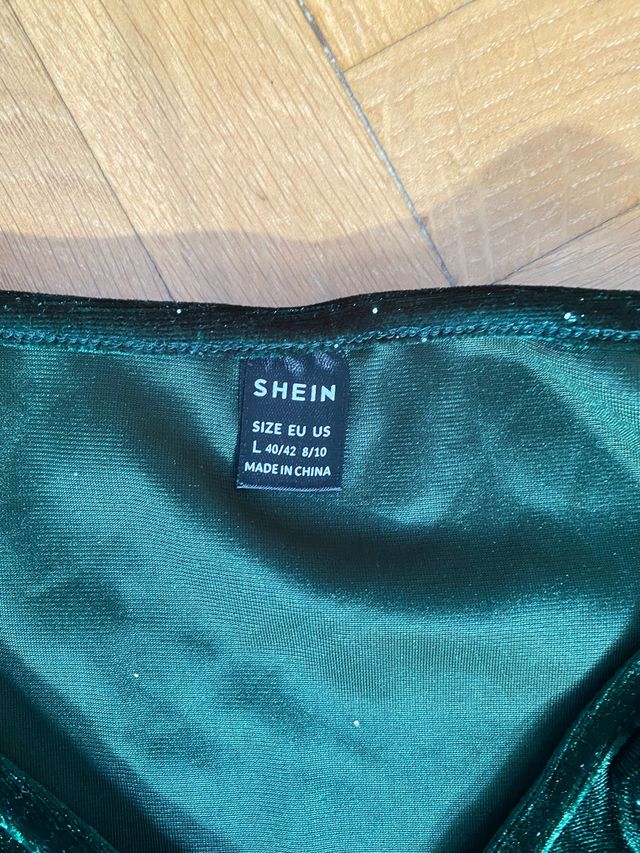 SHEIN
SIZE EU US
L 40/42 8/10
MADE IN CHINA